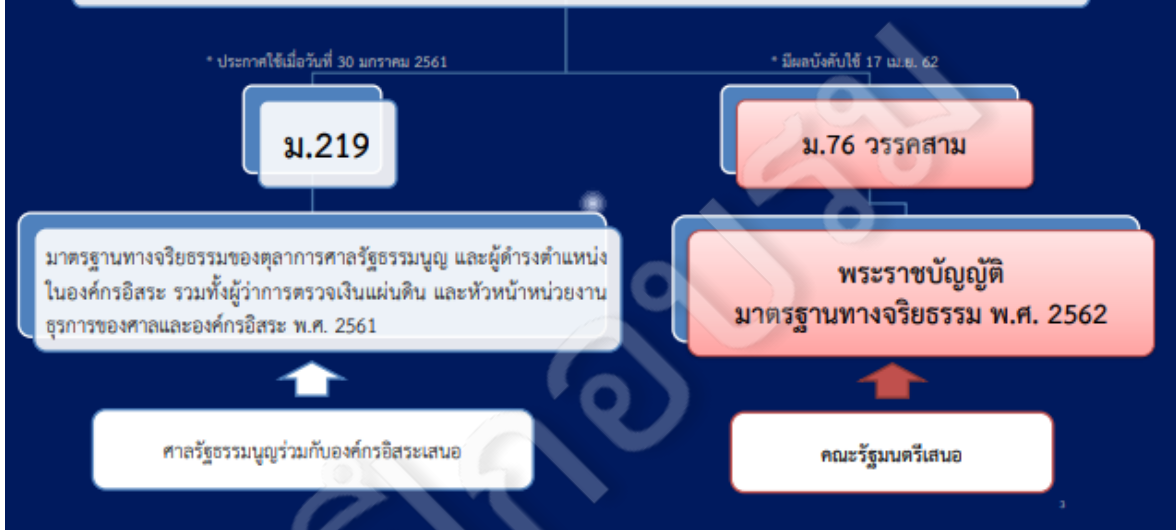 * ประกาศใช้เมื่อวันที่ 30 มกราคม 2561
* มีผลบังคับใช้ 17 เม.ย. 62
ม.219
ม.76 วรรคสาม
มาตรฐานทางจริยธรรมของตุลาการศาลรัฐธรรมนูญ และผู้ดำรงตำแหน่ง
ในองค์กรอิสระ รวมทั้งผู้ว่าการตรวจเงินแผ่นดิน และหัวหน้าหน่วยงาน
ธุรการของศาลและองค์กรอิสระ พ.ศ. 2561
พระราชบัญญัติ
มาตรฐานทางจริยธรรม พ.ศ. 2562
ศาลรัฐธรรมนูญร่วมกับองค์กรอิสระเสนอ
คณะรัฐมนตรีเสนอ
3